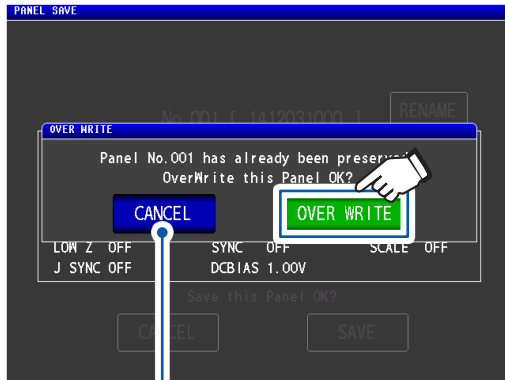 PANEL SAVE
No.001 [ 1412031000 ]
RENAME
OVER WRITE
Panel No.001 has already been preserved
OverWrite this Panel OK?
CANCEL
OVER WRITE
LOW Z OFF
SYNC OFF
SCALE OFF
J SYNC OFF
DCBIAS 1.00V
Save this Panel OK?
CANCEL
SAVE